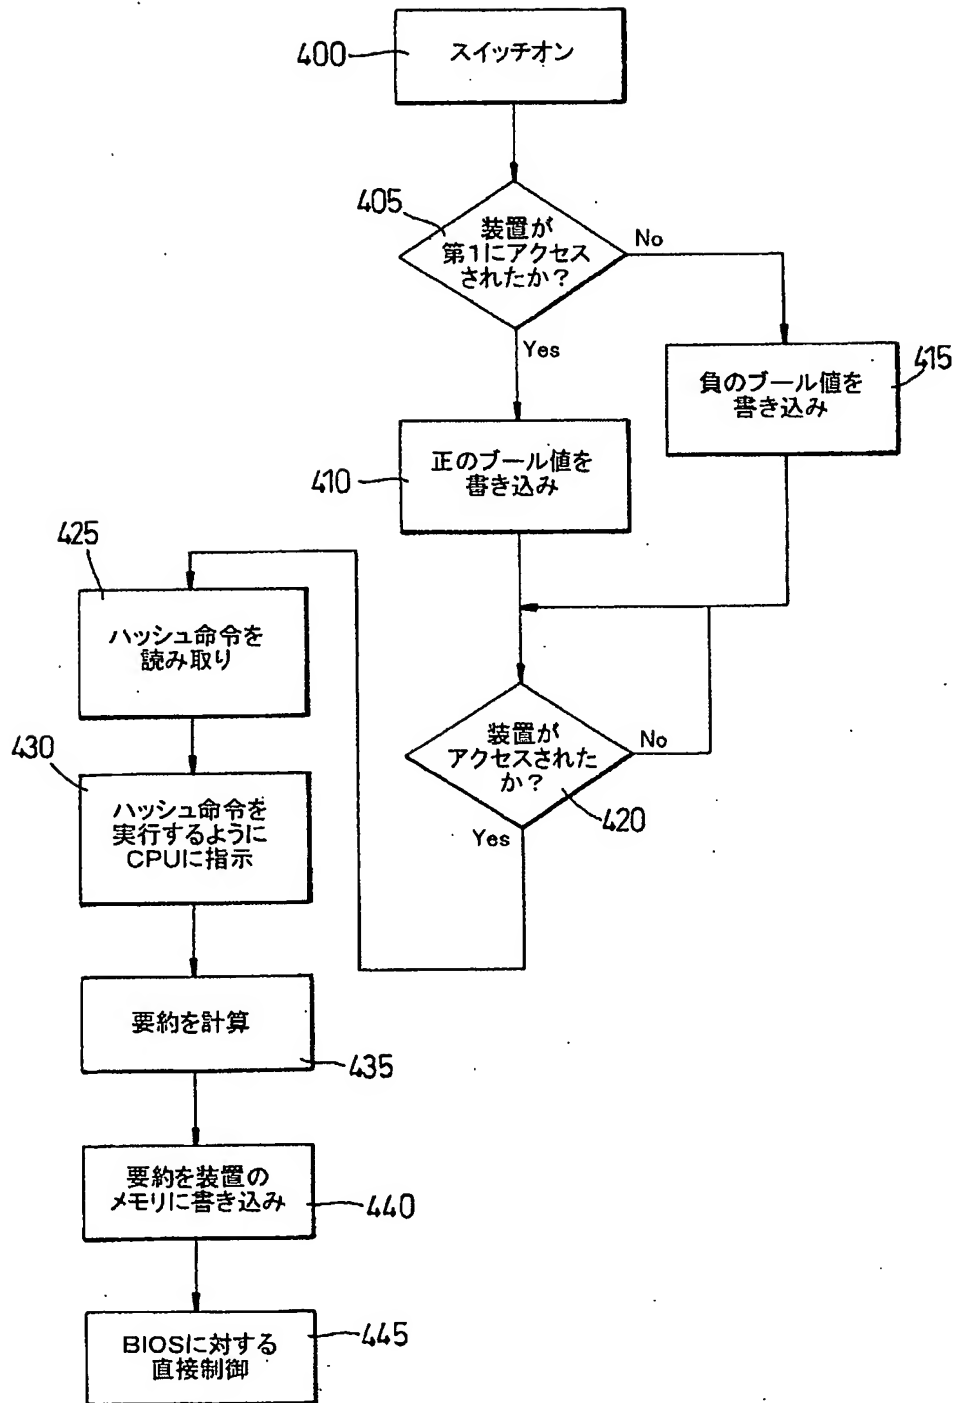 400
スイッチオン
405
装置が
第1にアクセス
されたか？
No
Yes
負のブール値を
書き込み
415
正のブール値を
書き込み
410
425
ハッシュ命令を
読み取り
装置が
アクセスされた
か？
No
420
Yes
430
ハッシュ命令を
実行するように
CPUに指示
要約を計算
435
要約を装置の
メモリに書き込み
440
BIOSに対する
直接制御
445